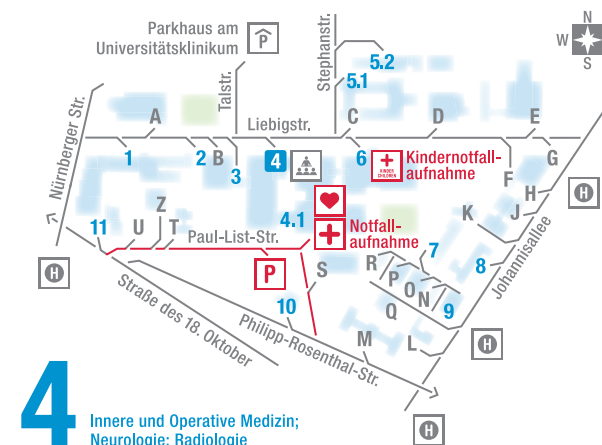 N
W
S
Parkhaus am
Universitätsklinikum
P
Talstr.
Stephanstr.
5.2
5.1
Nürnberger Str.
A
Liebigstr.
C
D
E
1
2
B
3
4
6
KINDER
CHILDREN
Kindernotfall-
aufnahme
F
G
H
J
K
H
Johannisallee
Z
11
U
T
Paul-List-Str.
4.1
Notfall-
aufnahme
H
P
S
R
P
O
N
7
8
9
Q
10
M
L
H
Straße des 18. Oktober
Philipp-Rosenthal-Str.
H
4
Innere und Operative Medizin;
Neurologie; Radiologie